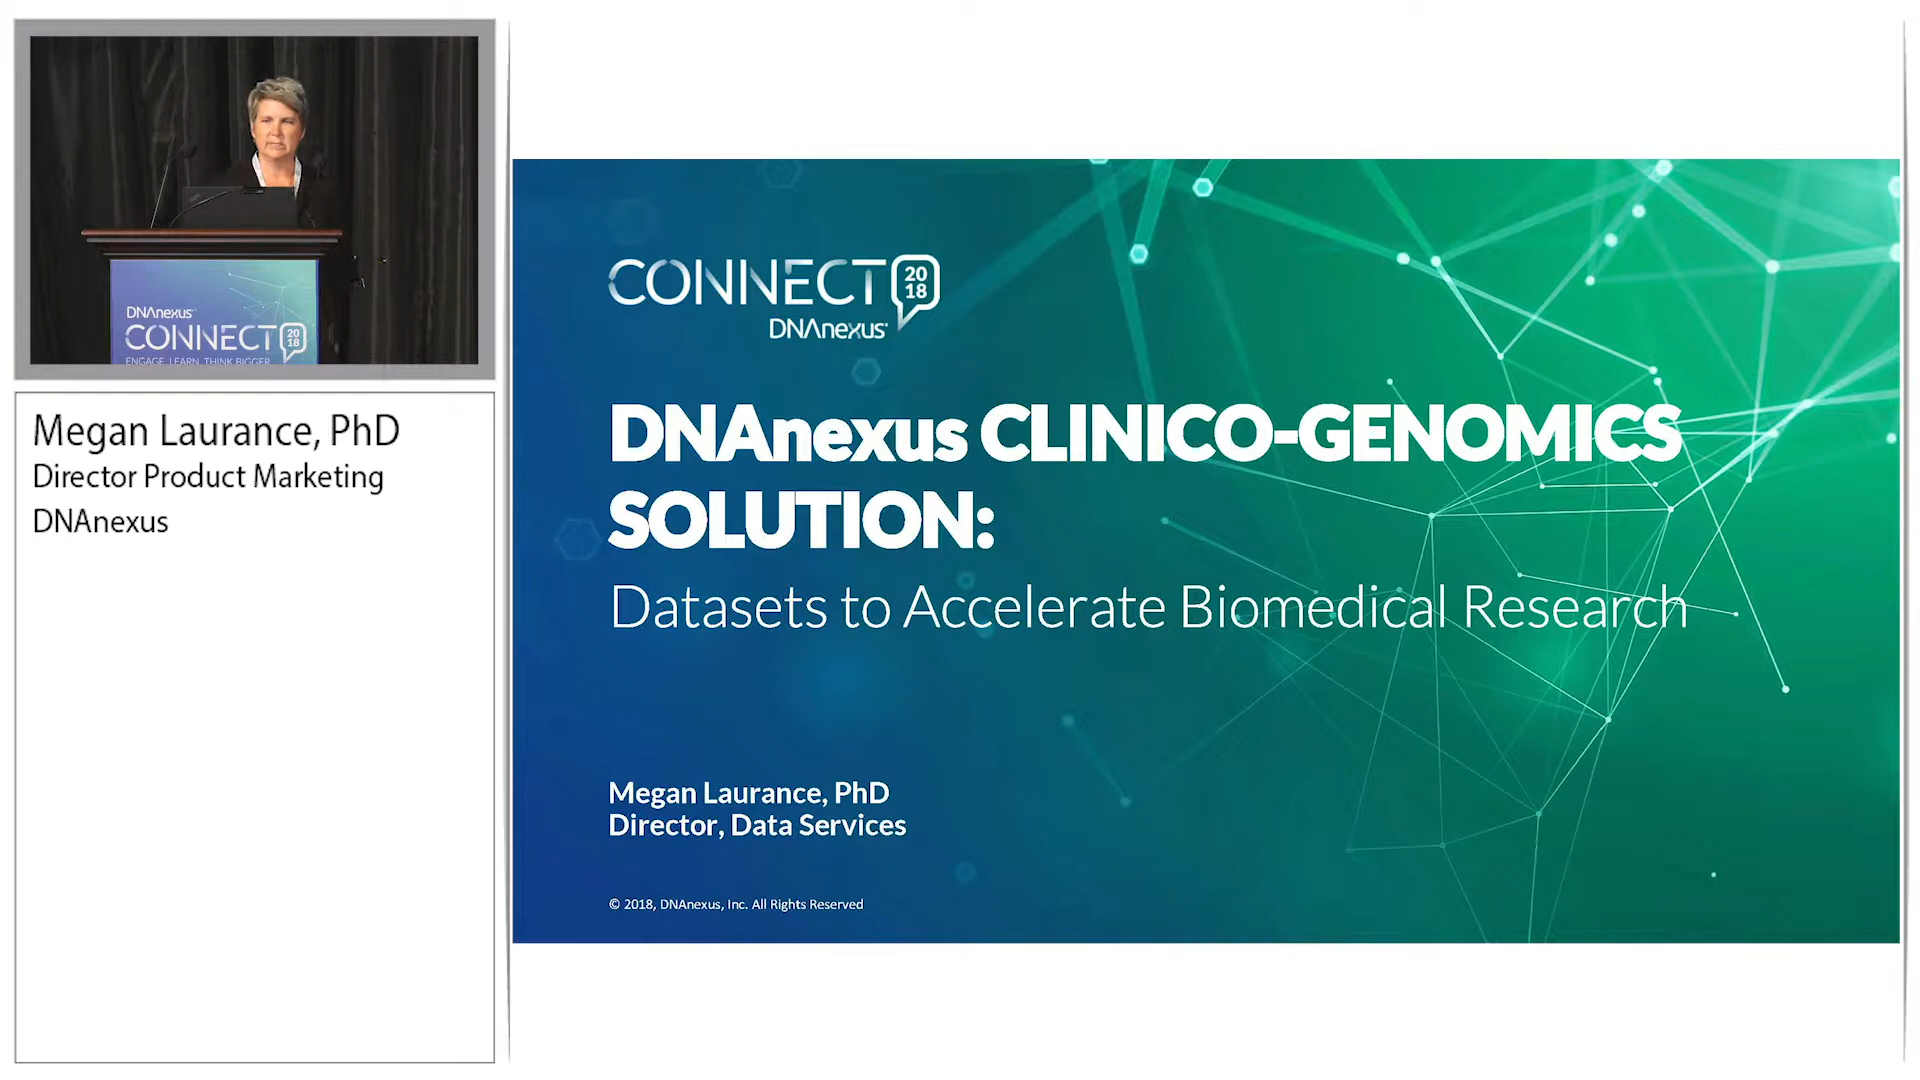 DNAnexus
CONNECT 20 18
ENGAGE. LEARN. THINK BIGGER
Megan Laurance, PhD
Director Product Marketing
DNAnexus
CONNECT 20 18
DNAnexus
DNAnexus CLINICO-GENOMICS
SOLUTION:
Datasets to Accelerate Biomedical Research
Megan Laurance, PhD
Director, Data Services
© 2018, DNAnexus, Inc. All Rights Reserved